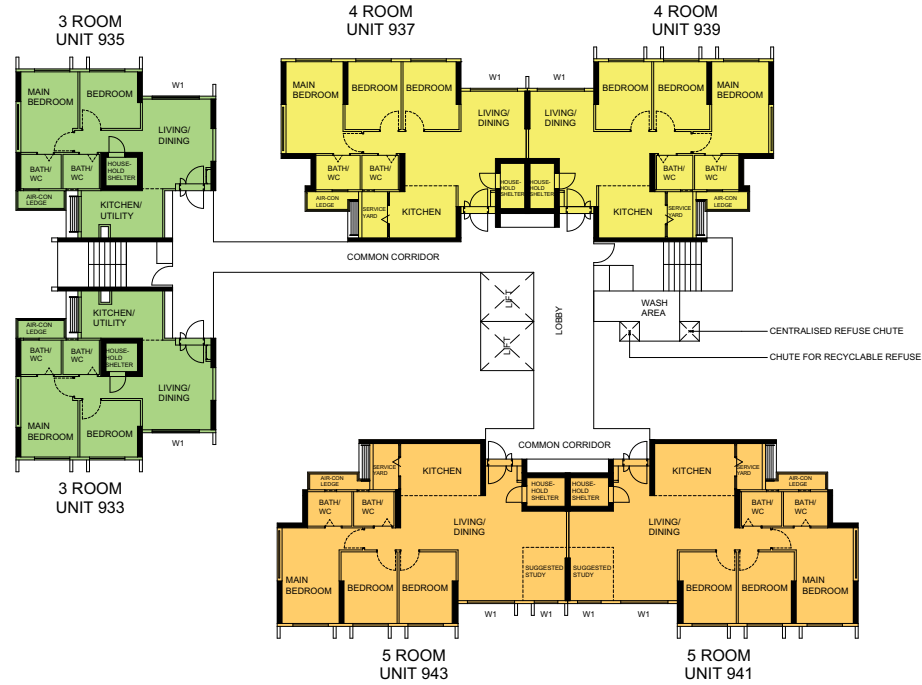 3 ROOM
UNIT 935
4 ROOM
UNIT 937
4 ROOM
UNIT 939
MAIN
BEDROOM
BEDROOM
W1
LIVING/
DINING
BATH/
WC
BATH/
WC
HOUSE-
HOLD
SHELTER
AIR-CON
LEDGE
KITCHEN/
UTILITY
MAIN
BEDROOM
BEDROOM
BEDROOM
W1
LIVING/
DINING
BATH/
WC
BATH/
WC
AIR-CON
LEDGE
SERVICE
YARD
KITCHEN
HOUSE-
HOLD
SHELTER
W1
LIVING/
DINING
BEDROOM
BEDROOM
MAIN
BEDROOM
HOUSE-
HOLD
SHELTER
BATH/
WC
BATH/
WC
KITCHEN
SERVICE
YARD
AIR-CON
LEDGE
COMMON CORRIDOR
LIFT
LIFT
LOBBY
WASH
AREA
CENTRALISED REFUSE CHUTE
CHUTE FOR RECYCLABLE REFUSE
KITCHEN/
UTILITY
AIR-CON
LEDGE
BATH/
WC
BATH/
WC
HOUSE-
HOLD
SHELTER
LIVING/
DINING
MAIN
BEDROOM
BEDROOM
W1
3 ROOM
UNIT 933
COMMON CORRIDOR
SERVICE
YARD
KITCHEN
AIR-CON
LEDGE
BATH/
WC
BATH/
WC
HOUSE-
HOLD
SHELTER
LIVING/
DINING
MAIN
BEDROOM
BEDROOM
BEDROOM
SUGGESTED
STUDY
W1
W1
HOUSE-
HOLD
SHELTER
KITCHEN
SERVICE
YARD
AIR-CON
LEDGE
BATH/
WC
BATH/
WC
LIVING/
DINING
SUGGESTED
STUDY
BEDROOM
BEDROOM
MAIN
BEDROOM
W1
W1
5 ROOM
UNIT 943
5 ROOM
UNIT 941